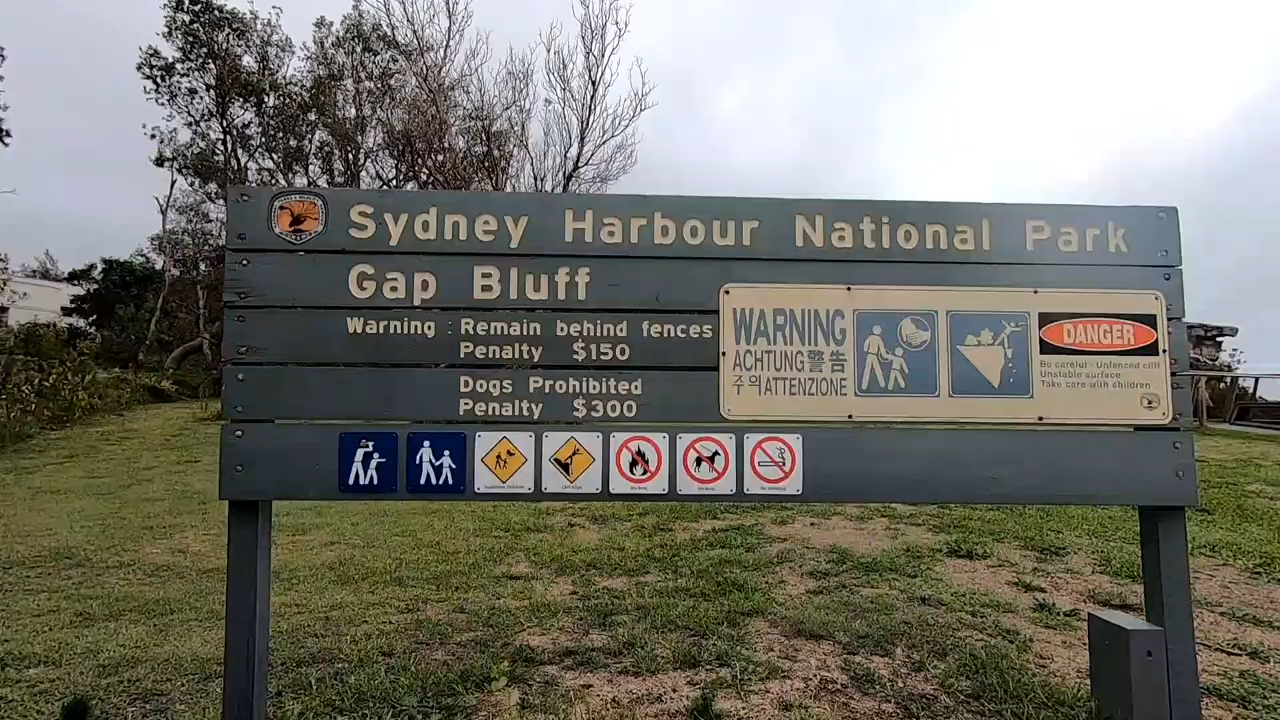 Sydney Harbour National Park
Gap Bluff
Warning : Remain behind fences
Penalty $150
Dogs Prohibited
Penalty $300
WARNING
ACHTUNG 警告
주의 ATTENZIONE
DANGER
Be careful - Unfenced cliff
Unstable surface
Take care with children